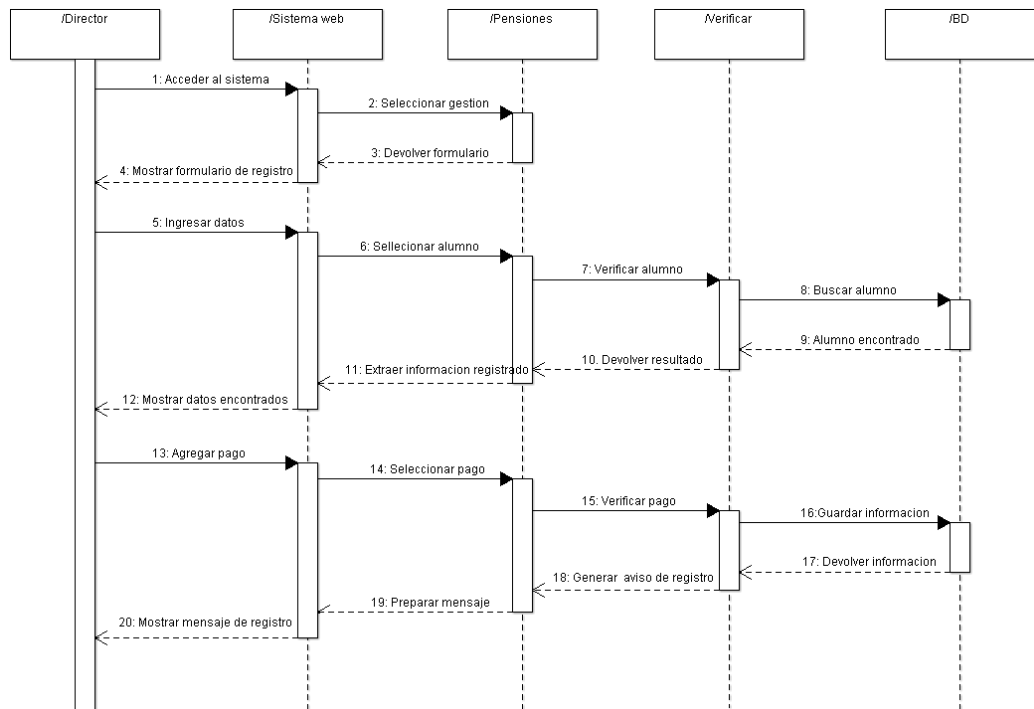 /Director
/Sistema web
/Pensiones
/Verificar
/BD
1: Acceder al sistema
2: Seleccionar gestion
3: Devolver formulario
4: Mostrar formulario de registro
5: Ingresar datos
6: Sellecionar alumno
7: Verificar alumno
8: Buscar alumno
9: Alumno encontrado
10. Devolver resultado
11: Extraer informacion registrado
12: Mostrar datos encontrados
13: Agregar pago
14: Seleccionar pago
15: Verificar pago
16:Guardar informacion
17: Devolver informacion
18: Generar aviso de registro
19: Preparar mensaje
20: Mostrar mensaje de registro